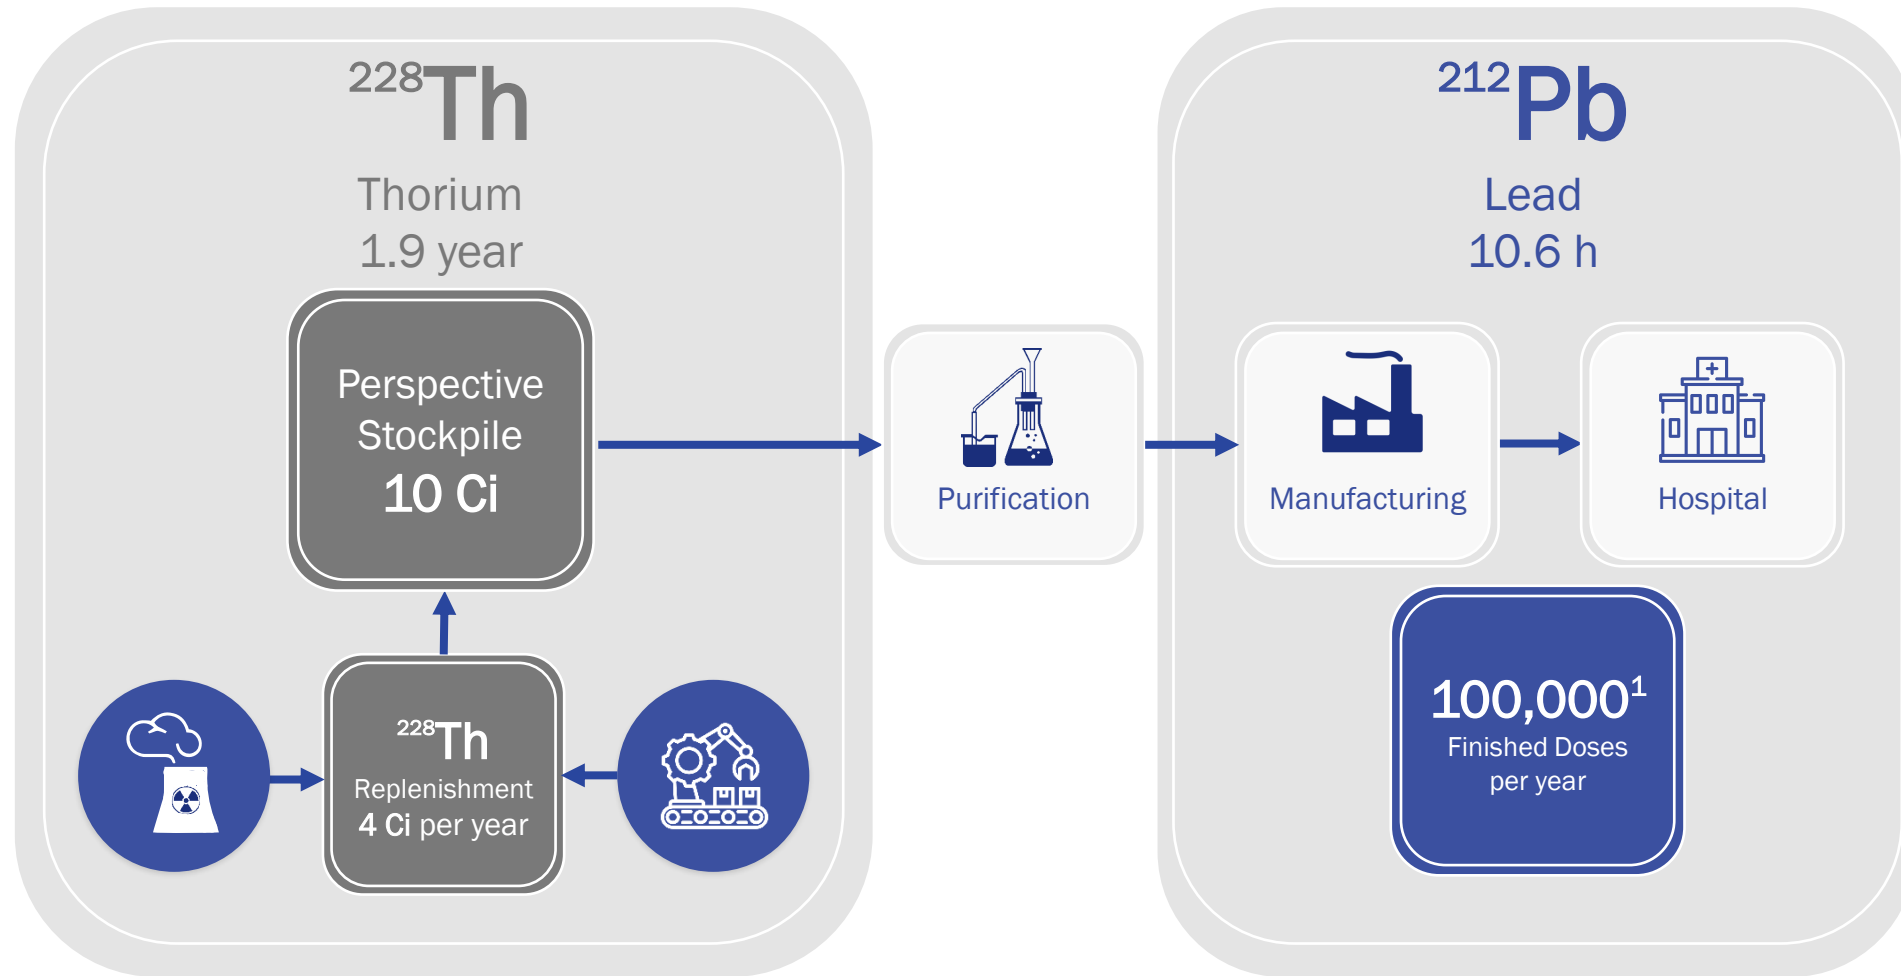 ²²⁸Th
Thorium
1.9 year
Perspective
Stockpile
10 Ci
²²⁸Th
Replenishment
4 Ci per year
Purification
²¹²Pb
Lead
10.6 h
Manufacturing
Hospital
100,000¹
Finished Doses
per year